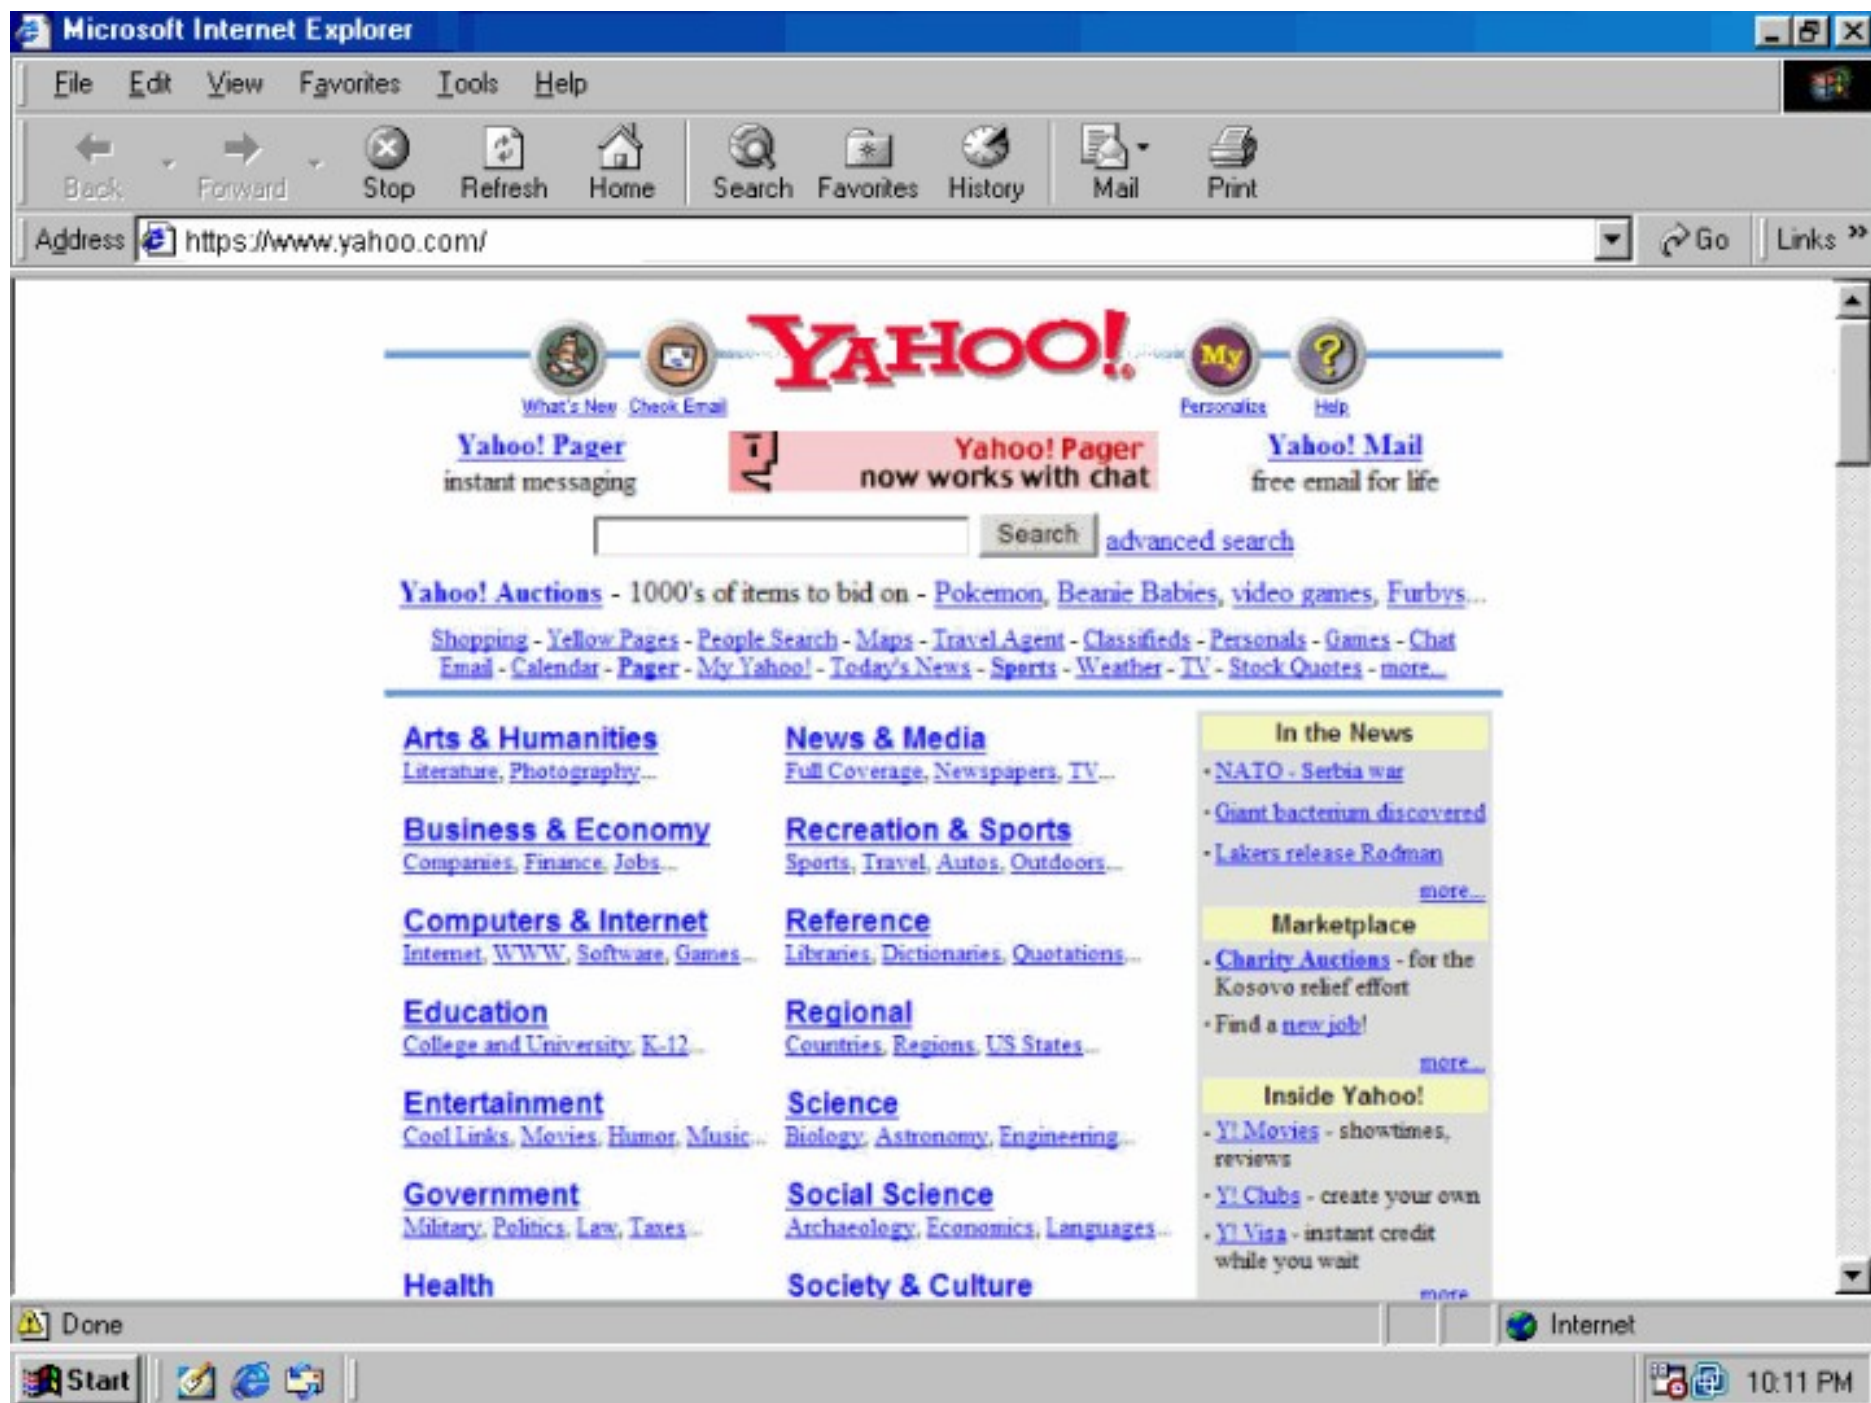 Microsoft Internet Explorer
File Edit View Favorites Tools Help
Back Forward Stop Refresh Home Search Favorites History Mail Print
Address https://www.yahoo.com/ Go Links »
YAHOO!
My ?
What's New Check Email Personalize Help
Yahoo! Pager
instant messaging
Yahoo! Pager
now works with chat
Yahoo! Mail
free email for life
Search advanced search
Yahoo! Auctions - 1000's of items to bid on - Pokemon, Beanie Babies, video games, Furbys...
Shopping - Yellow Pages - People Search - Maps - Travel Agent - Classifieds - Personals - Games - Chat
Email - Calendar - Pager - My Yahoo! - Today's News - Sports - Weather - TV - Stock Quotes - more...
Arts & Humanities
Literature, Photography...
Business & Economy
Companies, Finance, Jobs...
Computers & Internet
Internet, WWW, Software, Games...
Education
College and University, K-12...
Entertainment
Cool Links, Movies, Humor, Music...
Government
Military, Politics, Law, Taxes...
Health
News & Media
Full Coverage, Newspapers, TV...
Recreation & Sports
Sports, Travel, Autos, Outdoors...
Reference
Libraries, Dictionaries, Quotations...
Regional
Countries, Regions, US States...
Science
Biology, Astronomy, Engineering...
Social Science
Archaeology, Economics, Languages...
Society & Culture
In the News
· NATO - Serbia war
· Giant bacterium discovered
· Lakers release Rodman
more...
Marketplace
· Charity Auctions - for the
Kosovo relief effort
· Find a new job!
more...
Inside Yahoo!
· Y! Movies - showtimes,
reviews
· Y! Clubs - create your own
· Y! Visa - instant credit
while you wait
more...
Done Internet
Start 10:11 PM